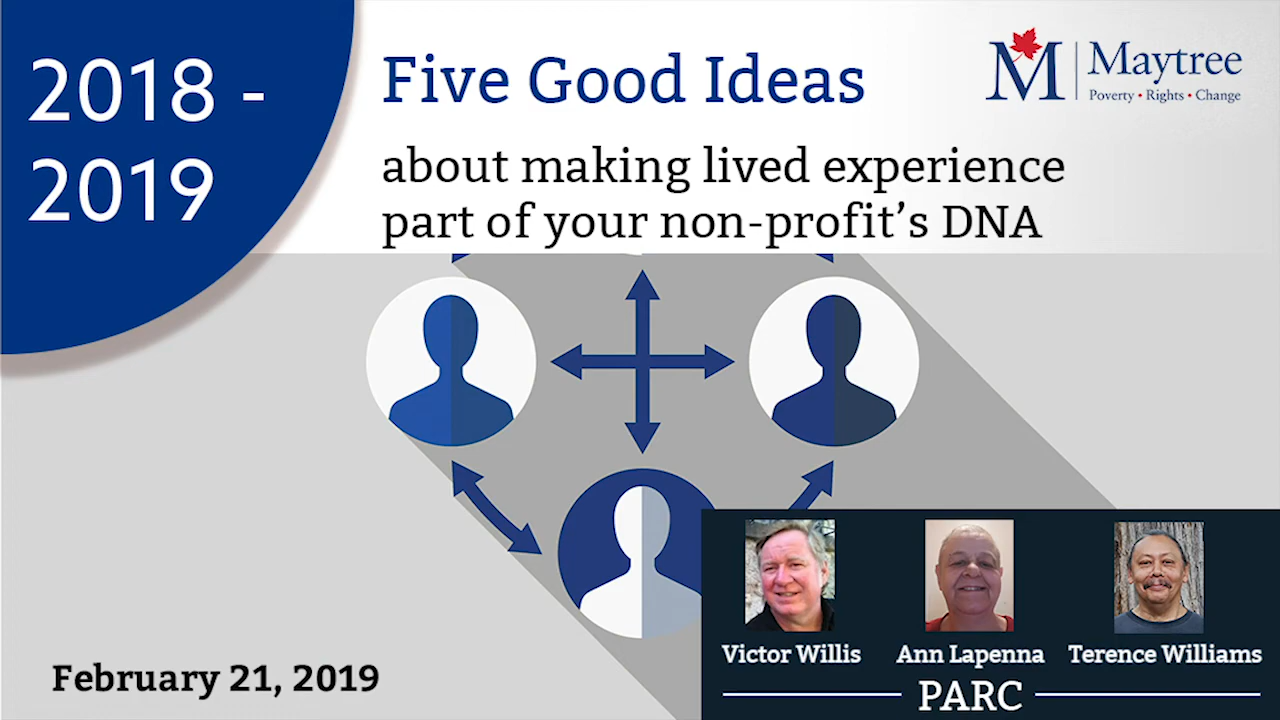 2018 -
2019
Five Good Ideas
about making lived experience
part of your non-profit's DNA
M | Maytree
Poverty • Rights • Change
Victor Willis
Ann Lapenna
Terence Williams
PARC
February 21, 2019